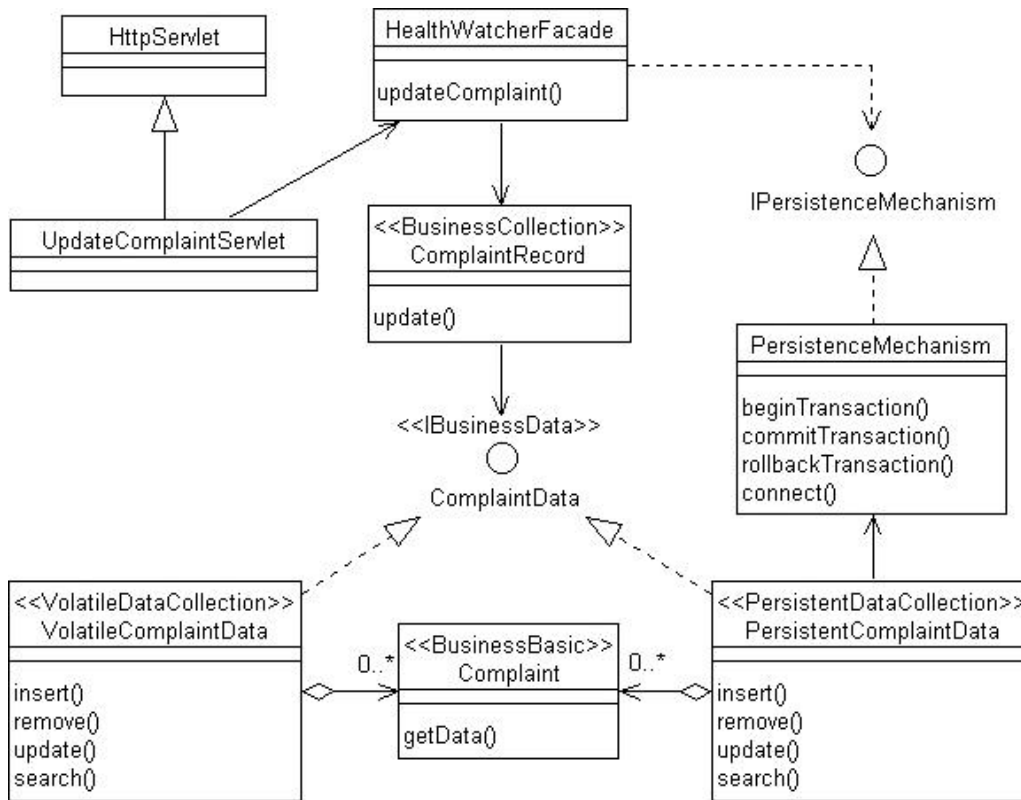 HttpServlet
HealthWatcherFacade
updateComplaint()
IPersistenceMechanism
UpdateComplaintServlet
<<BusinessCollection>>
ComplaintRecord
update()
PersistenceMechanism
beginTransaction()
commitTransaction()
rollbackTransaction()
connect()
<<IBusinessData>>
ComplaintData
<<VolatileDataCollection>>
VolatileComplaintData
insert()
remove()
update()
search()
0..*
<<BusinessBasic>>
Complaint
getData()
0..*
<<PersistentDataCollection>>
PersistentComplaintData
insert()
remove()
update()
search()